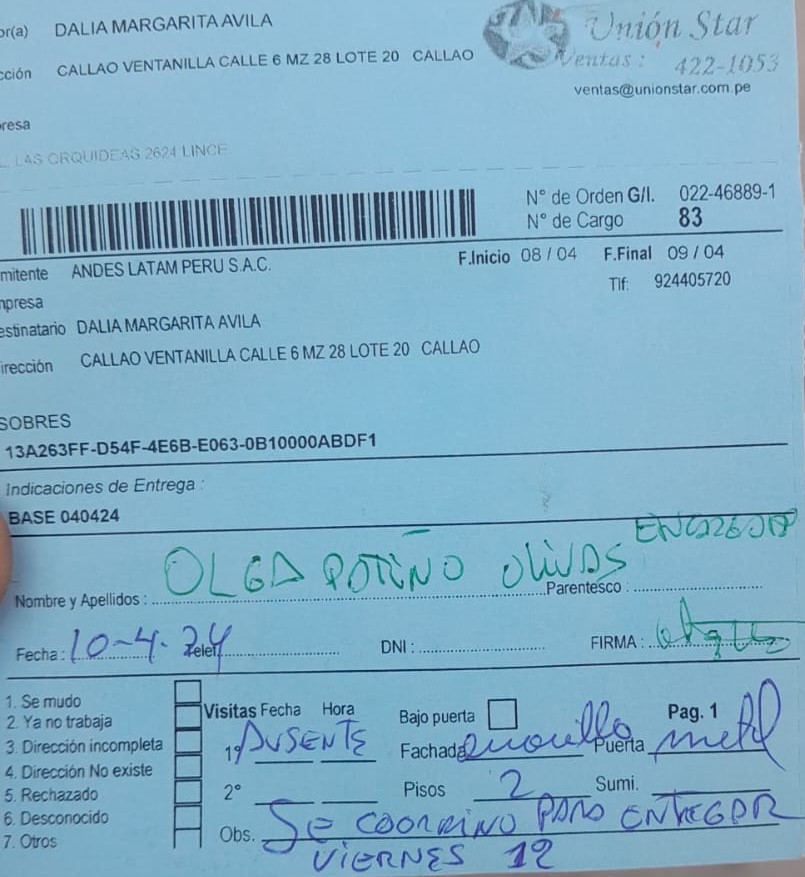 or(a) DALIA MARGARITA AVILA
Unión Star
cción CALLAO VENTANILLA CALLE 6 MZ 28 LOTE 20 CALLAO
Ventas: 422-1053
ventas@unionstar.com.pe
resa
LAS ORQUIDEAS 2624 LINCE
N° de Orden G/I. 022-46889-1
N° de Cargo 83
mitente ANDES LATAM PERU S.A.C.
F.Inicio 08 / 04 F.Final 09 / 04
mpresa
Tlf: 924405720
estinatario DALIA MARGARITA AVILA
irección CALLAO VENTANILLA CALLE 6 MZ 28 LOTE 20 CALLAO
SOBRES
13A263FF-D54F-4E6B-E063-0B10000ABDF1
Indicaciones de Entrega :
BASE 040424
Nombre y Apellidos : OLGA PATIÑO OLIVAS Parentesco :
Fecha : 10-4-24 Telef. DNI : FIRMA :
1. Se mudo
2. Ya no trabaja
3. Dirección incompleta
4. Dirección No existe
5. Rechazado
6. Desconocido
7. Otros
Visitas Fecha Hora Bajo puerta Pag. 1
1° AUSENTE Fachada Puerta metal
2° Pisos 2 Sumi.
Obs. SE COORDINO PARA ENTREGAR
VIERNES 12